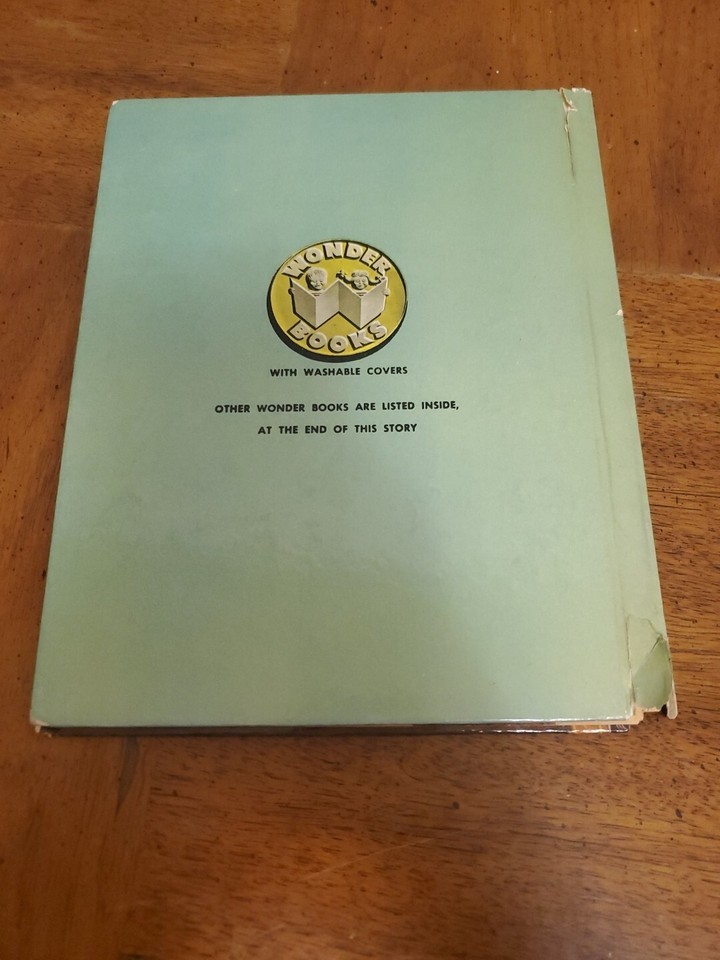 WONDER
BOOKS
WITH WASHABLE COVERS
OTHER WONDER BOOKS ARE LISTED INSIDE,
AT THE END OF THIS STORY